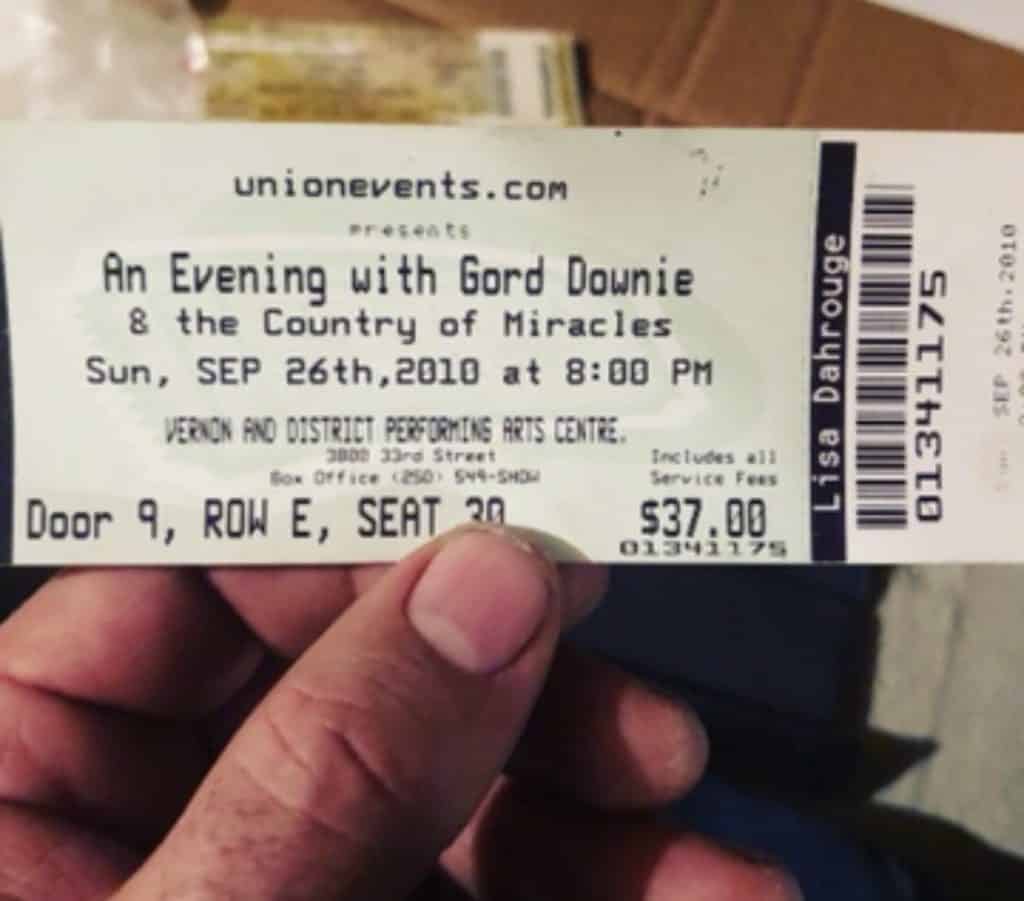 unionevents.com
presents
An Evening with Gord Downie
& the Country of Miracles
Sun, SEP 26th,2010 at 8:00 PM
VERNON AND DISTRICT PERFORMING ARTS CENTRE.
3800 33rd Street
Box Office (250) 549-SHOW
Includes all
Service Fees
Door 9, ROW E, SEAT 30
$37.00
01341175
Lisa Dahrouge
01341175
SEP 26th,2010